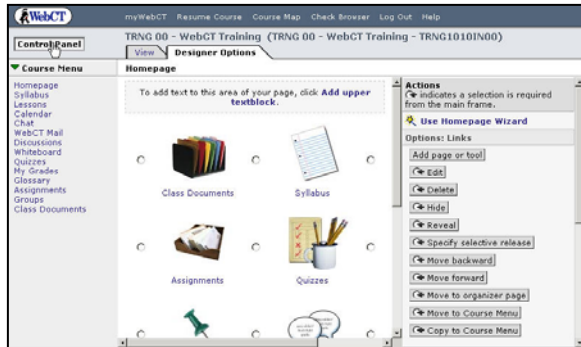 WebCT
myWebCT Resume Course Course Map Check Browser Log Out Help
Control Panel
TRNG 00 - WebCT Training (TRNG 00 - WebCT Training - TRNG1010IN00)
View Designer Options
Course Menu
Homepage
Homepage
Syllabus
Lessons
Calendar
Chat
WebCT Mail
Discussions
Whiteboard
Quizzes
My Grades
Glossary
Assignments
Groups
Class Documents
To add text to this area of your page, click Add upper
textblock.
Class Documents
Syllabus
Assignments
Quizzes
Actions
indicates a selection is required
from the main frame.
Use Homepage Wizard
Options: Links
Add page or tool
Edit
Delete
Hide
Reveal
Specify selective release
Move backward
Move forward
Move to organizer page
Move to Course Menu
Copy to Course Menu